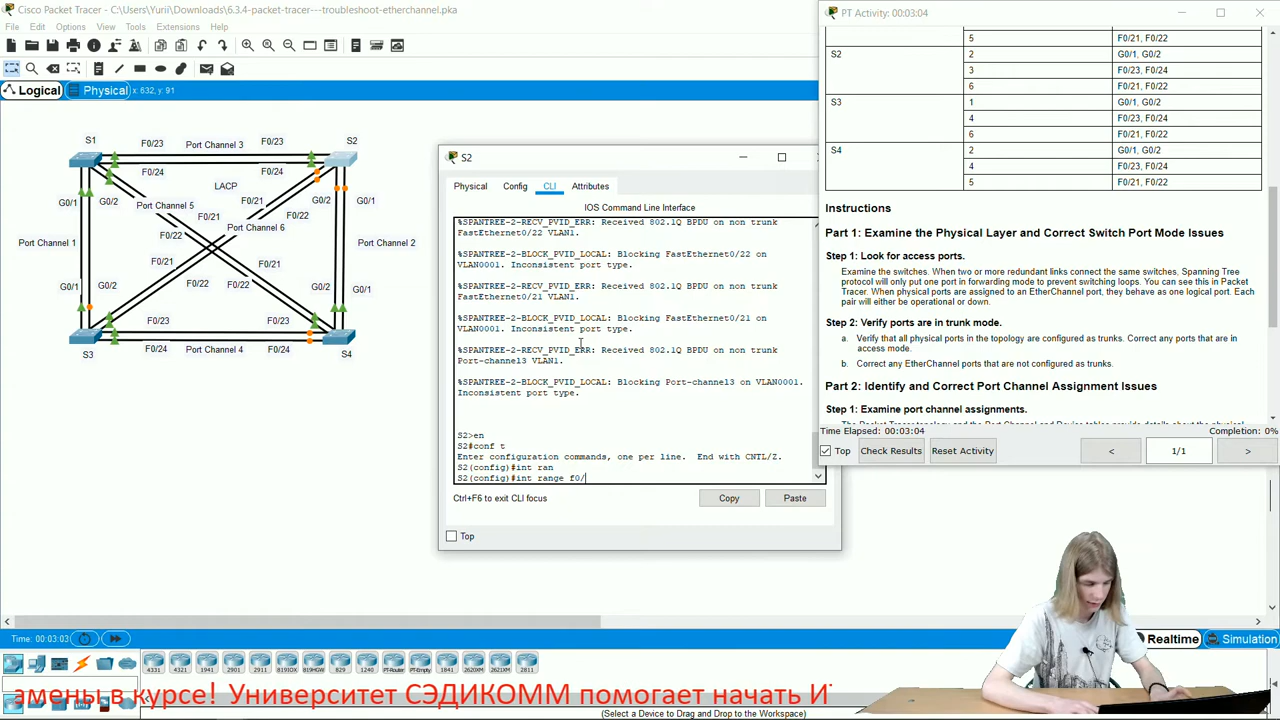 Cisco Packet Tracer - C:\Users\Yurii\Downloads\6.3.4-packet-tracer---troubleshoot-etherchannel.pka
File Edit Options View Tools Extensions Help
Logical Physical x: 632, y: 91
S1
F0/23
Port Channel 3
F0/23
S2
F0/24
F0/24
LACP
G0/1
G0/2
Port Channel 5
F0/21
F0/21
F0/22
G0/2
G0/1
F0/22
Port Channel 6
Port Channel 1
Port Channel 2
F0/21
F0/21
G0/1
G0/2
F0/22
F0/22
G0/2
G0/1
F0/23
F0/23
S3
F0/24
Port Channel 4
F0/24
S4
S2
Physical Config CLI Attributes
IOS Command Line Interface
%SPANTREE-2-RECV_PVID_ERR: Received 802.1Q BPDU on non trunk
FastEthernet0/22 VLAN1.
%SPANTREE-2-BLOCK_PVID_LOCAL: Blocking FastEthernet0/22 on
VLAN0001. Inconsistent port type.
%SPANTREE-2-RECV_PVID_ERR: Received 802.1Q BPDU on non trunk
FastEthernet0/21 VLAN1.
%SPANTREE-2-BLOCK_PVID_LOCAL: Blocking FastEthernet0/21 on
VLAN0001. Inconsistent port type.
%SPANTREE-2-RECV_PVID_ERR: Received 802.1Q BPDU on non trunk
Port-channel3 VLAN1.
%SPANTREE-2-BLOCK_PVID_LOCAL: Blocking Port-channel3 on VLAN0001.
Inconsistent port type.
S2>en
S2#conf t
Enter configuration commands, one per line. End with CNTL/Z.
S2(config)#int ran
S2(config)#int range f0/
Ctrl+F6 to exit CLI focus
Copy Paste
Top
PT Activity: 00:03:04
5 F0/21, F0/22
S2 2 G0/1, G0/2
3 F0/23, F0/24
6 F0/21, F0/22
S3 1 G0/1, G0/2
4 F0/23, F0/24
6 F0/21, F0/22
S4 2 G0/1, G0/2
4 F0/23, F0/24
5 F0/21, F0/22
Instructions
Part 1: Examine the Physical Layer and Correct Switch Port Mode Issues
Step 1: Look for access ports.
Examine the switches. When two or more redundant links connect the same switches, Spanning Tree
protocol will only put one port in forwarding mode to prevent switching loops. You can see this in Packet
Tracer. When physical ports are assigned to an EtherChannel port, they behave as one logical port. Each
pair will either be operational or down.
Step 2: Verify ports are in trunk mode.
a. Verify that all physical ports in the topology are configured as trunks. Correct any ports that are in
access mode.
b. Correct any EtherChannel ports that are not configured as trunks.
Part 2: Identify and Correct Port Channel Assignment Issues
Step 1: Examine port channel assignments.
Time Elapsed: 00:03:04 Completion: 0%
Top Check Results Reset Activity < 1/1 >
Time: 00:03:03
Realtime Simulation
4331 4321 1941 2901 2911 819IOX 819HGW 829 1240 PT-Router PT-Empty 1841 2620XM 2621XM 2811
амены в курсе! Университет СЭДИКОММ помогает начать И
(Select a Device to Drag and Drop to the Workspace)